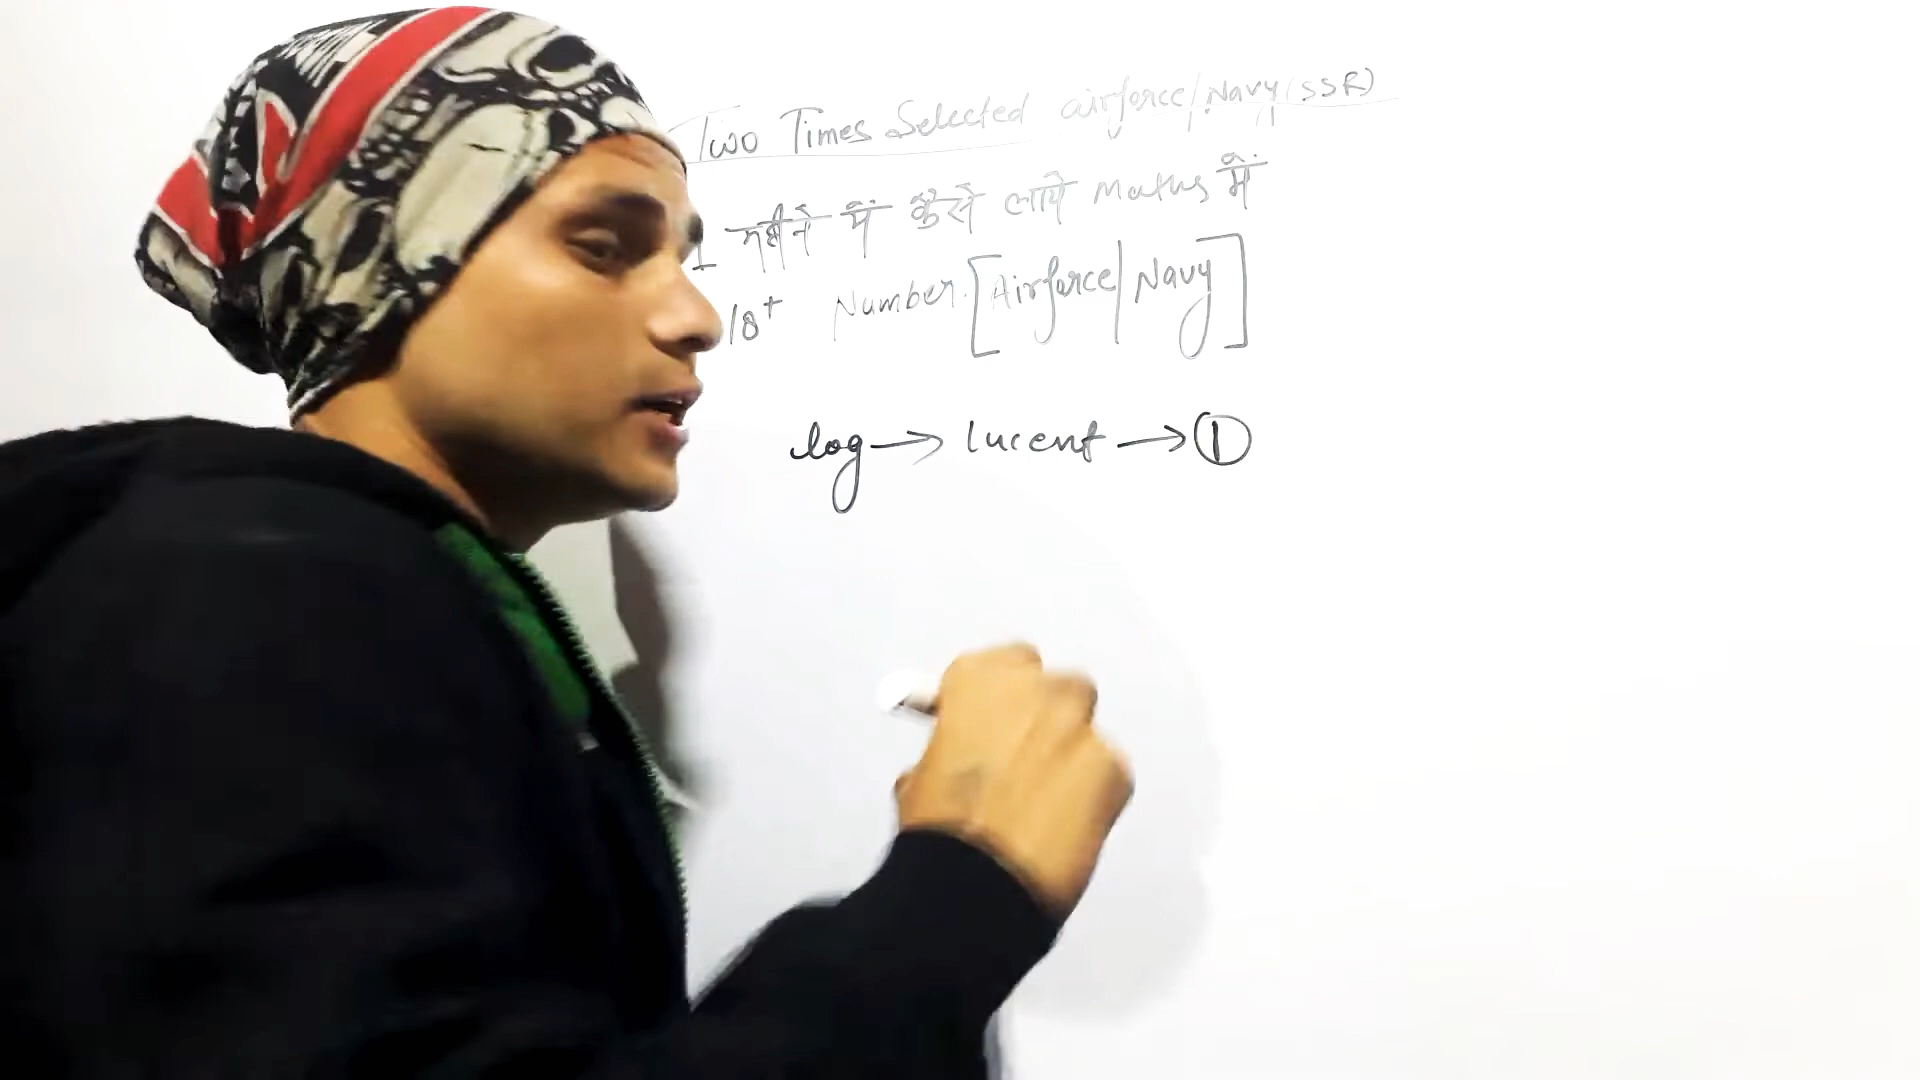 Two Times Selected airforce/Navy(SSR)
1 महीने में कैसे लाये Maths में
18+ Number. [Airforce/Navy]
log → lucent → ①